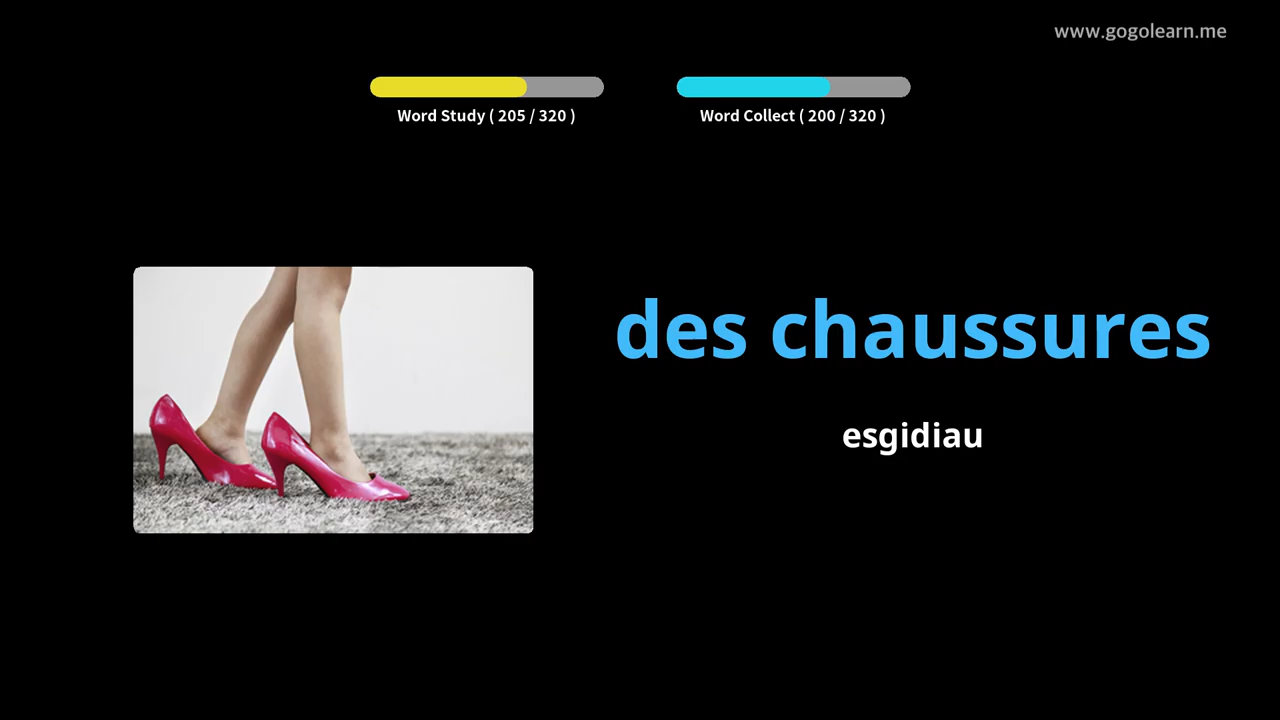 www.gogolearn.me
Word Study ( 205 / 320 )
Word Collect ( 200 / 320 )
des chaussures
esgidiau